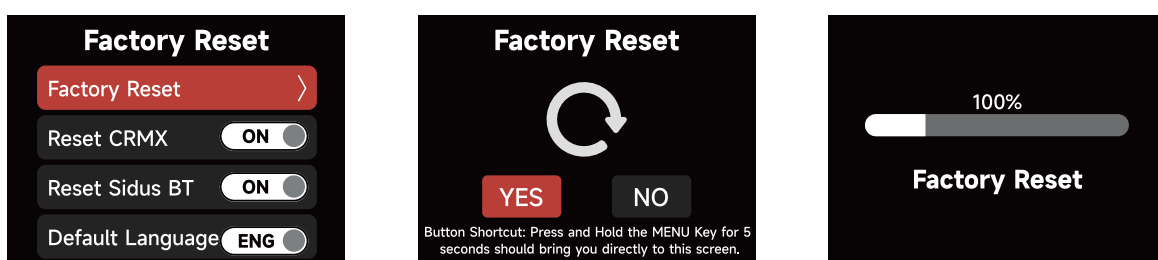 Factory Reset
Factory Reset
Reset CRMX ON
Reset Sidus BT ON
Default Language ENG
Factory Reset
YES NO
Button Shortcut: Press and Hold the MENU Key for 5
seconds should bring you directly to this screen.
100%
Factory Reset